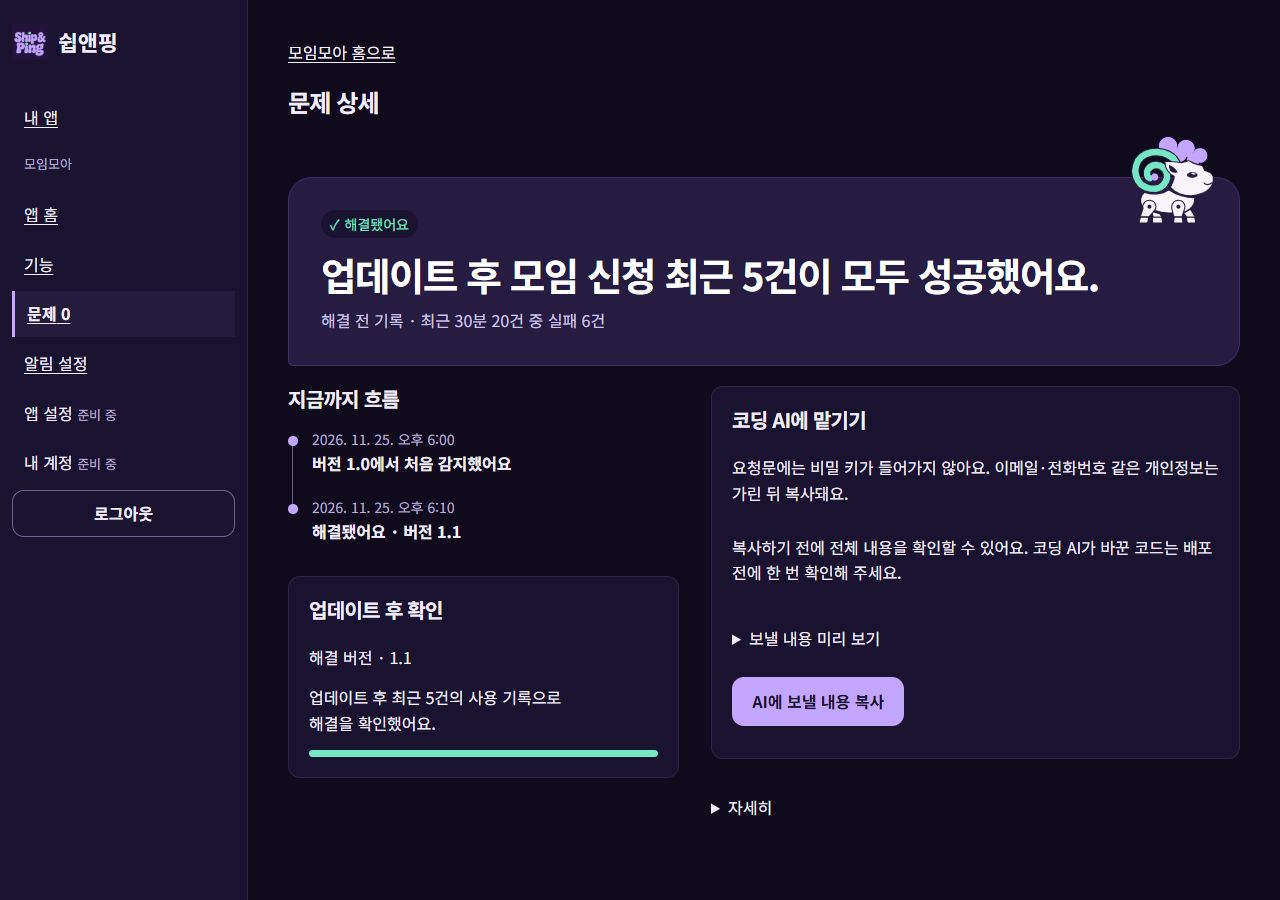 Ship&
Ping
쉽앤핑
내 앱
모임모아
앱 홈
기능
문제 0
알림 설정
앱 설정 준비 중
내 계정 준비 중
로그아웃
모임모아 홈으로
문제 상세
✓ 해결됐어요
업데이트 후 모임 신청 최근 5건이 모두 성공했어요.
해결 전 기록 · 최근 30분 20건 중 실패 6건
지금까지 흐름
2026. 11. 25. 오후 6:00
버전 1.0에서 처음 감지했어요
2026. 11. 25. 오후 6:10
해결됐어요 · 버전 1.1
업데이트 후 확인
해결 버전 · 1.1
업데이트 후 최근 5건의 사용 기록으로
해결을 확인했어요.
코딩 AI에 맡기기
요청문에는 비밀 키가 들어가지 않아요. 이메일·전화번호 같은 개인정보는
가린 뒤 복사돼요.
복사하기 전에 전체 내용을 확인할 수 있어요. 코딩 AI가 바꾼 코드는 배포
전에 한 번 확인해 주세요.
▶ 보낼 내용 미리 보기
AI에 보낼 내용 복사
▶ 자세히